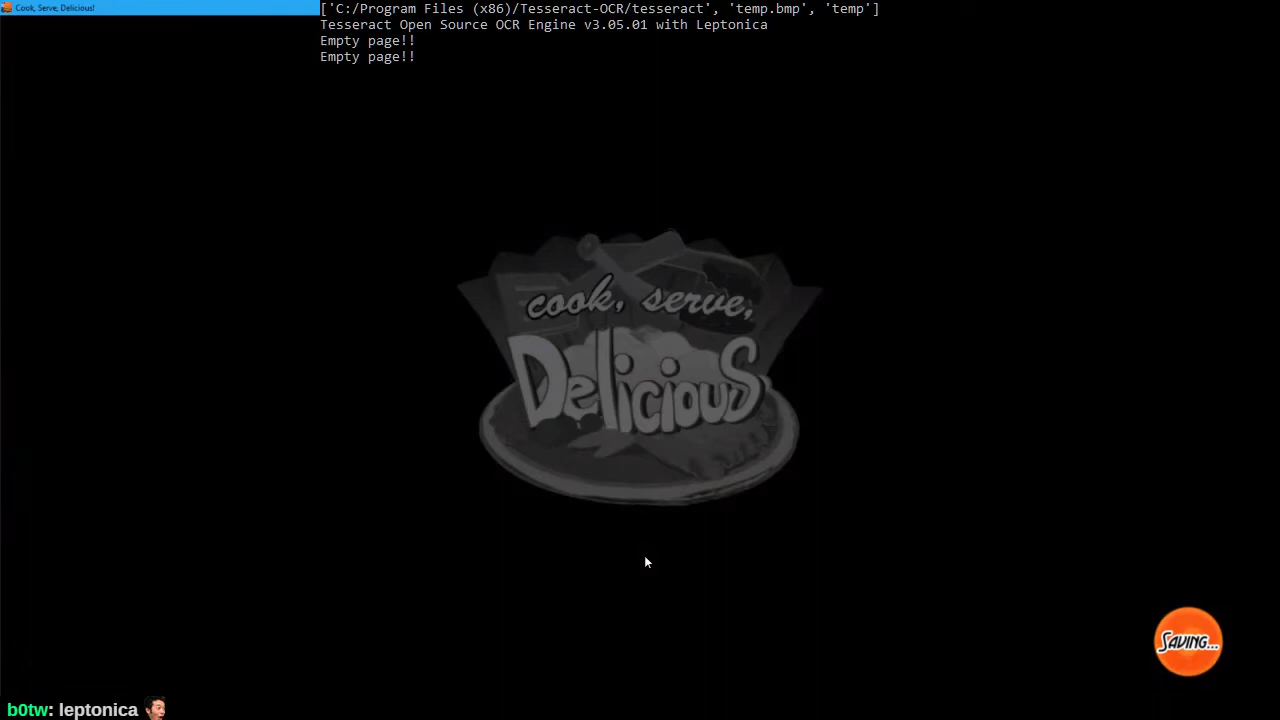 Cook, Serve, Delicious!
['C:/Program Files (x86)/Tesseract-OCR/tesseract', 'temp.bmp', 'temp']
Tesseract Open Source OCR Engine v3.05.01 with Leptonica
Empty page!!
Empty page!!
cook, serve,
Delicious
SAVING...
b0tw: leptonica